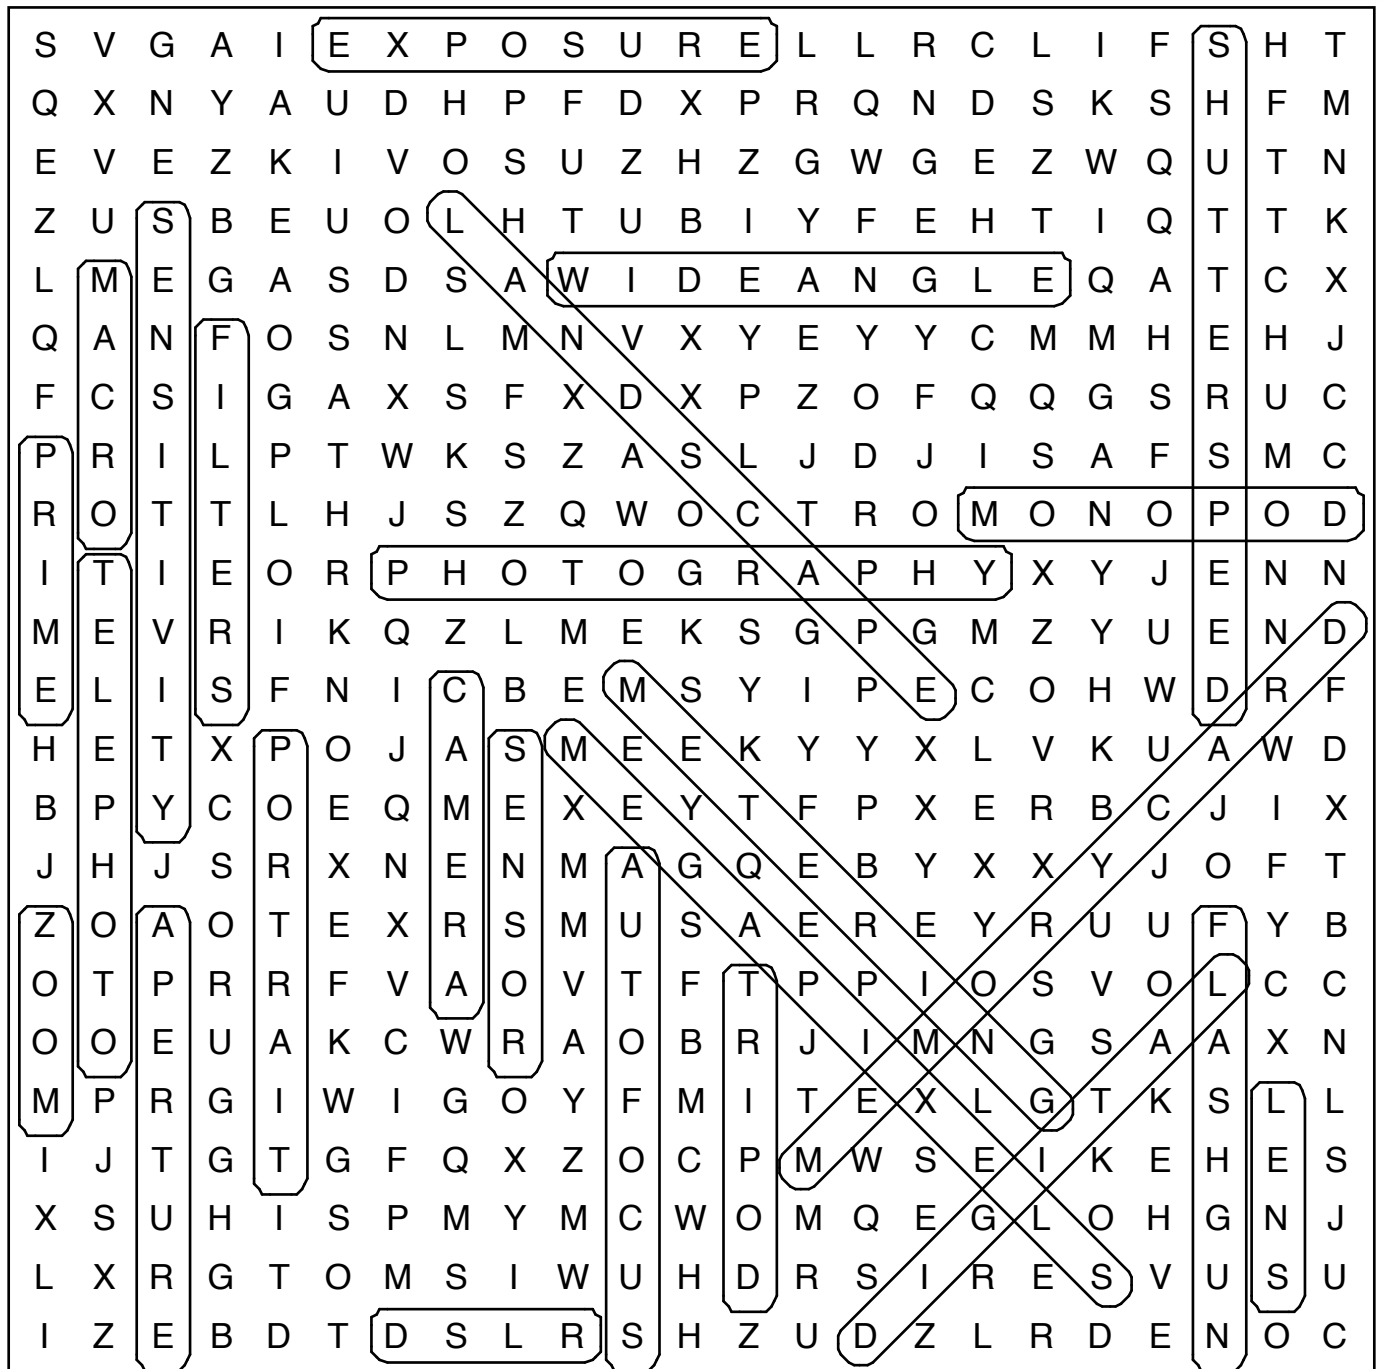 S V G A I E X P O S U R E L L R C L I F S H T
Q X N Y A U D H P F D X P R Q N D S K S H F M
E V E Z K I V O S U Z H Z G W G E Z W Q U T N
Z U S B E U O L H T U B I Y F E H T I Q T T K
L M E G A S D S A W I D E A N G L E Q A T C X
Q A N F O S N L M N V X Y E Y Y C M M H E H J
F C S I G A X S F X D X P Z O F Q Q G S R U C
P R I L P T W K S Z A S L J D J I S A F S M C
R O T T L H J S Z Q W O C T R O M O N O P O D
I T I E O R P H O T O G R A P H Y X Y J E N N
M E V R I K Q Z L M E K S G P G M Z Y U E N D
E L I S F N I C B E M S Y I P E C O H W D R F
H E T X P O J A S M E E K Y Y X L V K U A W D
B P Y C O E Q M E X E Y T F P X E R B C J I X
J H J S R X N E N M A G Q E B Y X X Y J O F T
Z O A O T E X R S M U S A E R E Y R U U F Y B
O T P R R F V A O V T F T P P I O S V O L C C
O O E U A K C W R A O B R J I M N G S A A X N
M P R G I W I G O Y F M I T E X L G T K S L L
I J T G T G F Q X Z O C P M W S E I K E H E S
X S U H I S P M Y M C W O M Q E G L O H G N J
L X R G T O M S I W U H D R S I R E S V U S U
I Z E B D T D S L R S H Z U D Z L R D E N O C